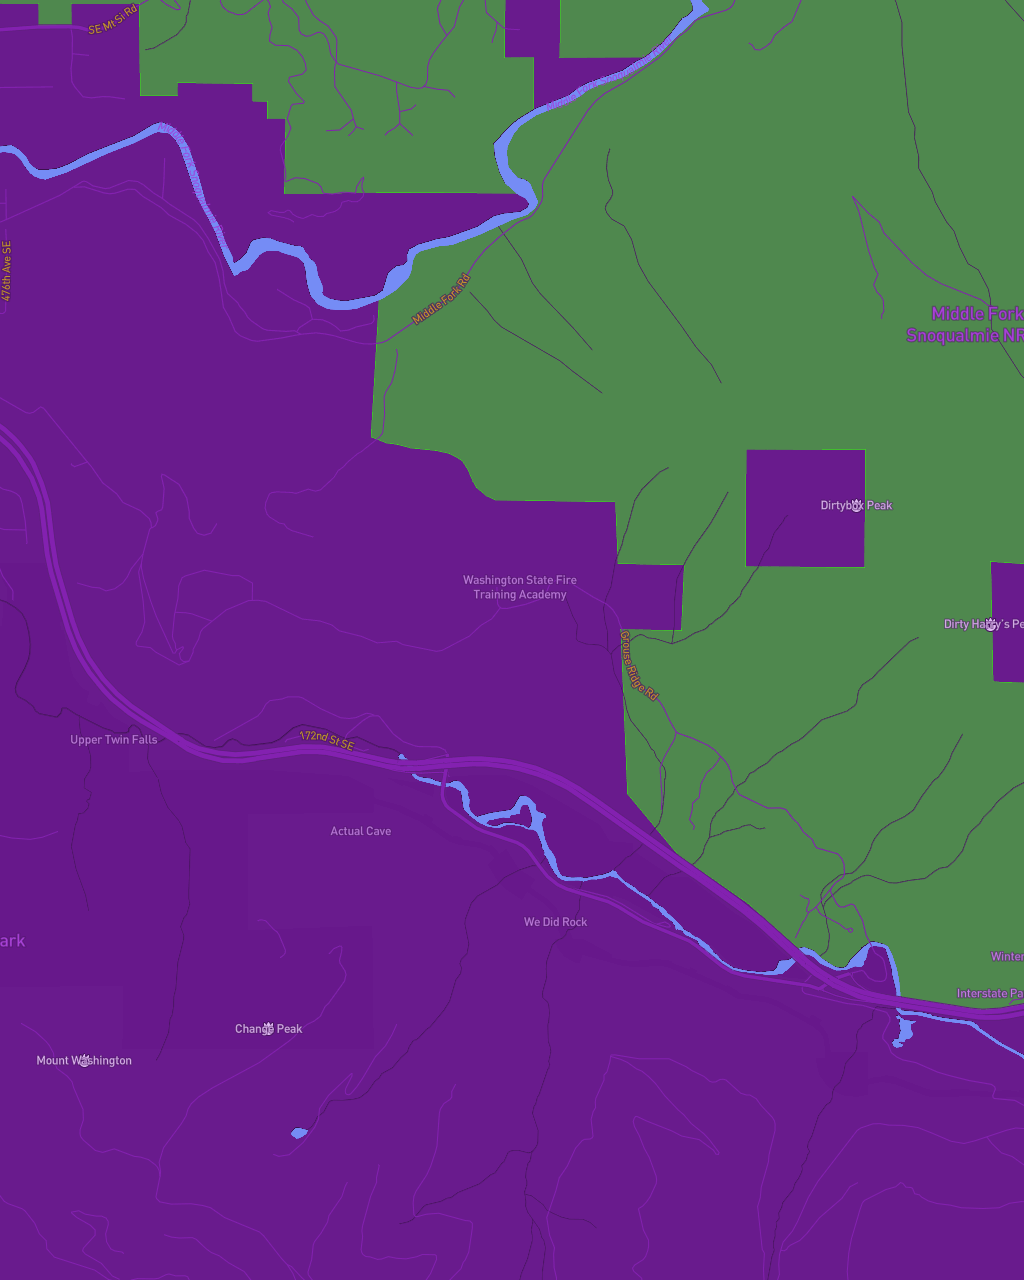 SE Mt Si Rd
476th Ave SE
Middle Fork Rd
Middle Fork
Snoqualmie NR
Dirtybox Peak
Washington State Fire
Training Academy
Dirty Harry's Pe
Grouse Ridge Rd
Upper Twin Falls
172nd St SE
Actual Cave
We Did Rock
ark
Winter
Interstate Pa
Change Peak
Mount Washington